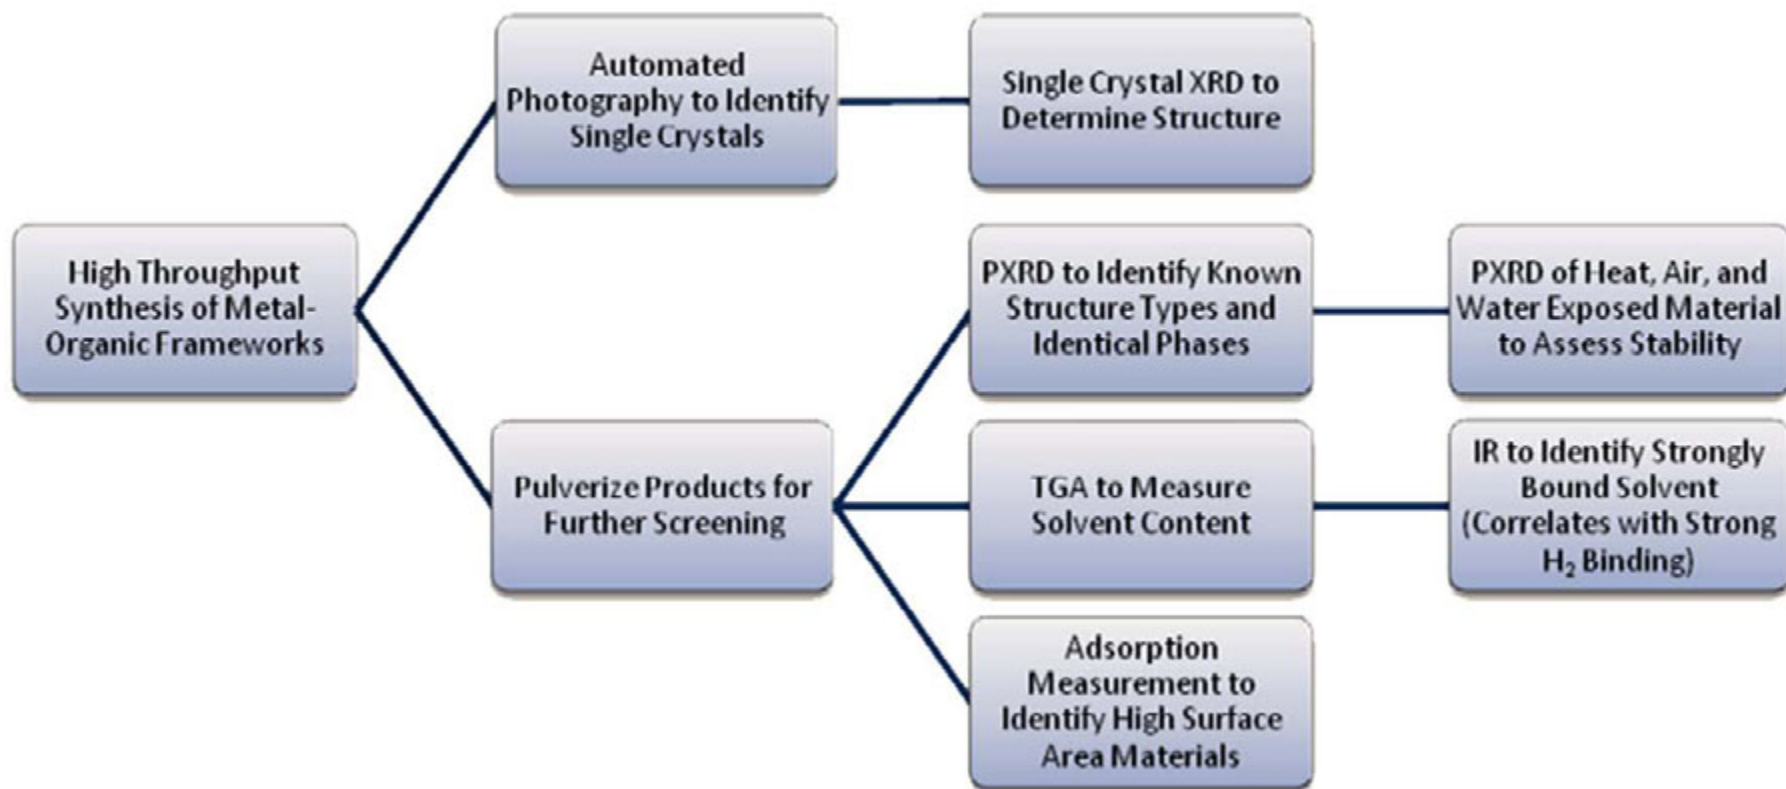 Automated
Photography to Identify
Single Crystals
Single Crystal XRD to
Determine Structure
High Throughput
Synthesis of Metal-
Organic Frameworks
PXRD to Identify Known
Structure Types and
Identical Phases
PXRD of Heat, Air, and
Water Exposed Material
to Assess Stability
Pulverize Products for
Further Screening
TGA to Measure
Solvent Content
IR to Identify Strongly
Bound Solvent
(Correlates with Strong
H₂ Binding)
Adsorption
Measurement to
Identify High Surface
Area Materials